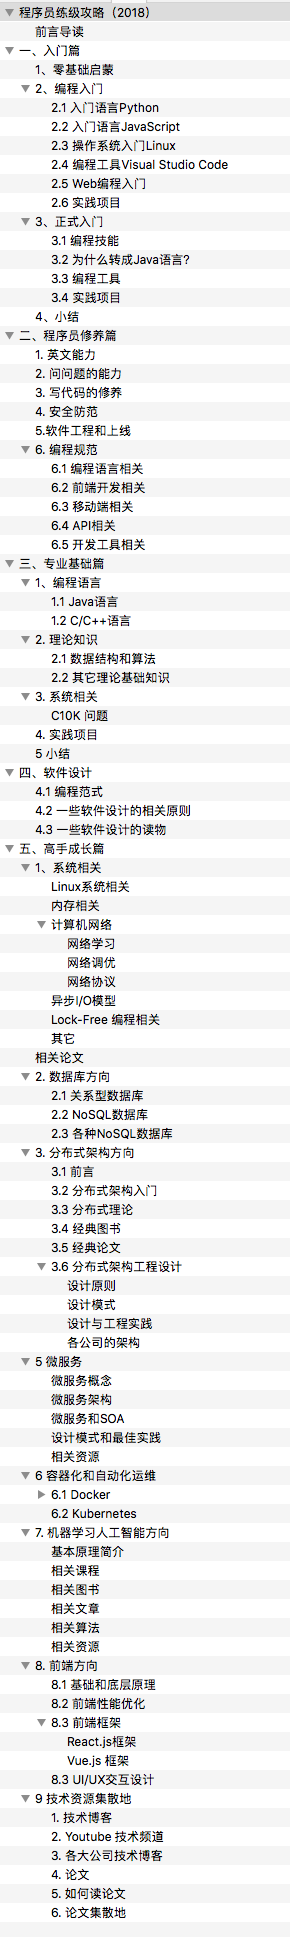 程序员练级攻略（2018）
前言导读
一、入门篇
1、零基础启蒙
2、编程入门
2.1 入门语言Python
2.2 入门语言JavaScript
2.3 操作系统入门Linux
2.4 编程工具Visual Studio Code
2.5 Web编程入门
2.6 实践项目
3、正式入门
3.1 编程技能
3.2 为什么转成Java语言?
3.3 编程工具
3.4 实践项目
4、小结
二、程序员修养篇
1. 英文能力
2. 问问题的能力
3. 写代码的修养
4. 安全防范
5.软件工程和上线
6. 编程规范
6.1 编程语言相关
6.2 前端开发相关
6.3 移动端相关
6.4 API相关
6.5 开发工具相关
三、专业基础篇
1、编程语言
1.1 Java语言
1.2 C/C++语言
2. 理论知识
2.1 数据结构和算法
2.2 其它理论基础知识
3. 系统相关
C10K 问题
4. 实践项目
5 小结
四、软件设计
4.1 编程范式
4.2 一些软件设计的相关原则
4.3 一些软件设计的读物
五、高手成长篇
1、系统相关
Linux系统相关
内存相关
计算机网络
网络学习
网络调优
网络协议
异步I/O模型
Lock-Free 编程相关
其它
相关论文
2. 数据库方向
2.1 关系型数据库
2.2 NoSQL数据库
2.3 各种NoSQL数据库
3. 分布式架构方向
3.1 前言
3.2 分布式架构入门
3.3 分布式理论
3.4 经典图书
3.5 经典论文
3.6 分布式架构工程设计
设计原则
设计模式
设计与工程实践
各公司的架构
5 微服务
微服务概念
微服务架构
微服务和SOA
设计模式和最佳实践
相关资源
6 容器化和自动化运维
6.1 Docker
6.2 Kubernetes
7. 机器学习人工智能方向
基本原理简介
相关课程
相关图书
相关文章
相关算法
相关资源
8. 前端方向
8.1 基础和底层原理
8.2 前端性能优化
8.3 前端框架
React.js框架
Vue.js 框架
8.3 UI/UX交互设计
9 技术资源集散地
1. 技术博客
2. Youtube 技术频道
3. 各大公司技术博客
4. 论文
5. 如何读论文
6. 论文集散地